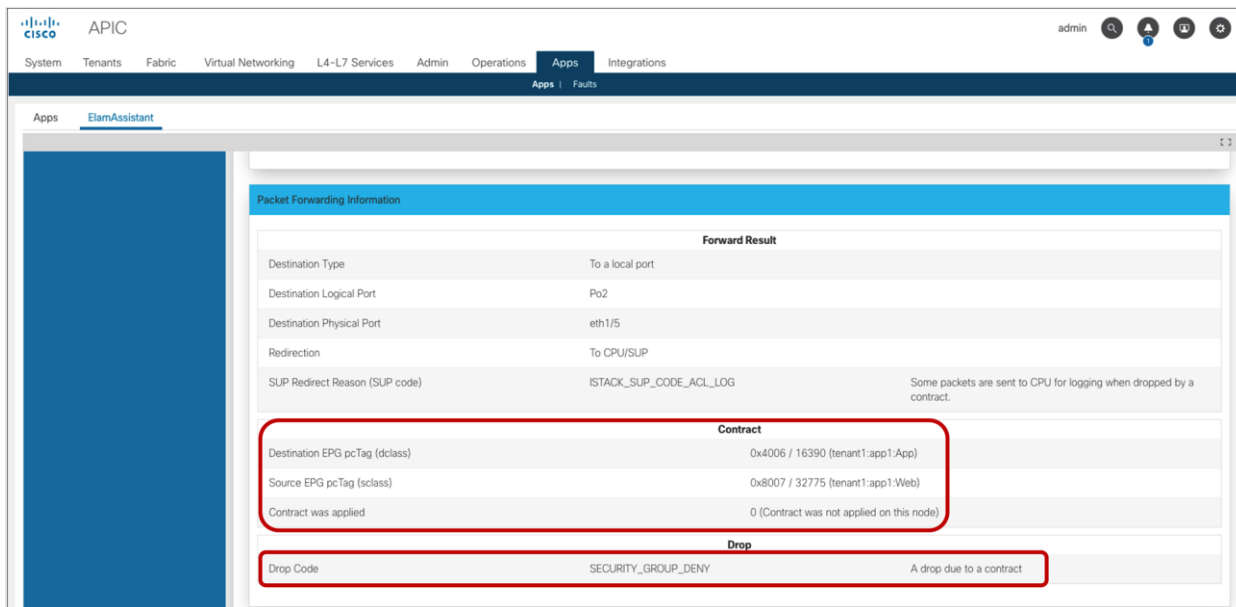 CISCO APIC admin
1
System Tenants Fabric Virtual Networking L4-L7 Services Admin Operations Apps Integrations
Apps | Faults
Apps ElamAssistant
Packet Forwarding Information
Forward Result
Destination Type To a local port
Destination Logical Port Po2
Destination Physical Port eth1/5
Redirection To CPU/SUP
SUP Redirect Reason (SUP code) ISTACK_SUP_CODE_ACL_LOG Some packets are sent to CPU for logging when dropped by a
contract.
Contract
Destination EPG pcTag (dclass) 0x4006 / 16390 (tenant1:app1:App)
Source EPG pcTag (sclass) 0x8007 / 32775 (tenant1:app1:Web)
Contract was applied 0 (Contract was not applied on this node)
Drop
Drop Code SECURITY_GROUP_DENY A drop due to a contract